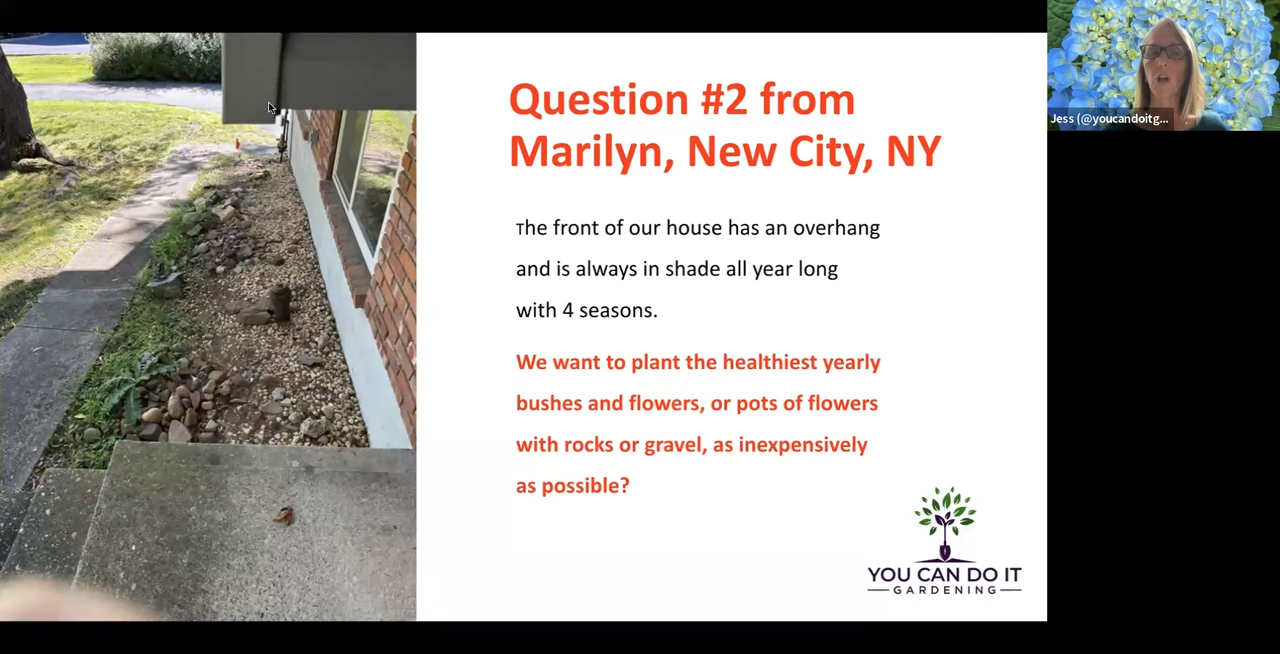 Question #2 from
Marilyn, New City, NY
The front of our house has an overhang
and is always in shade all year long
with 4 seasons.
We want to plant the healthiest yearly
bushes and flowers, or pots of flowers
with rocks or gravel, as inexpensively
as possible?
YOU CAN DO IT
GARDENING
Jess (@youcandoitg...